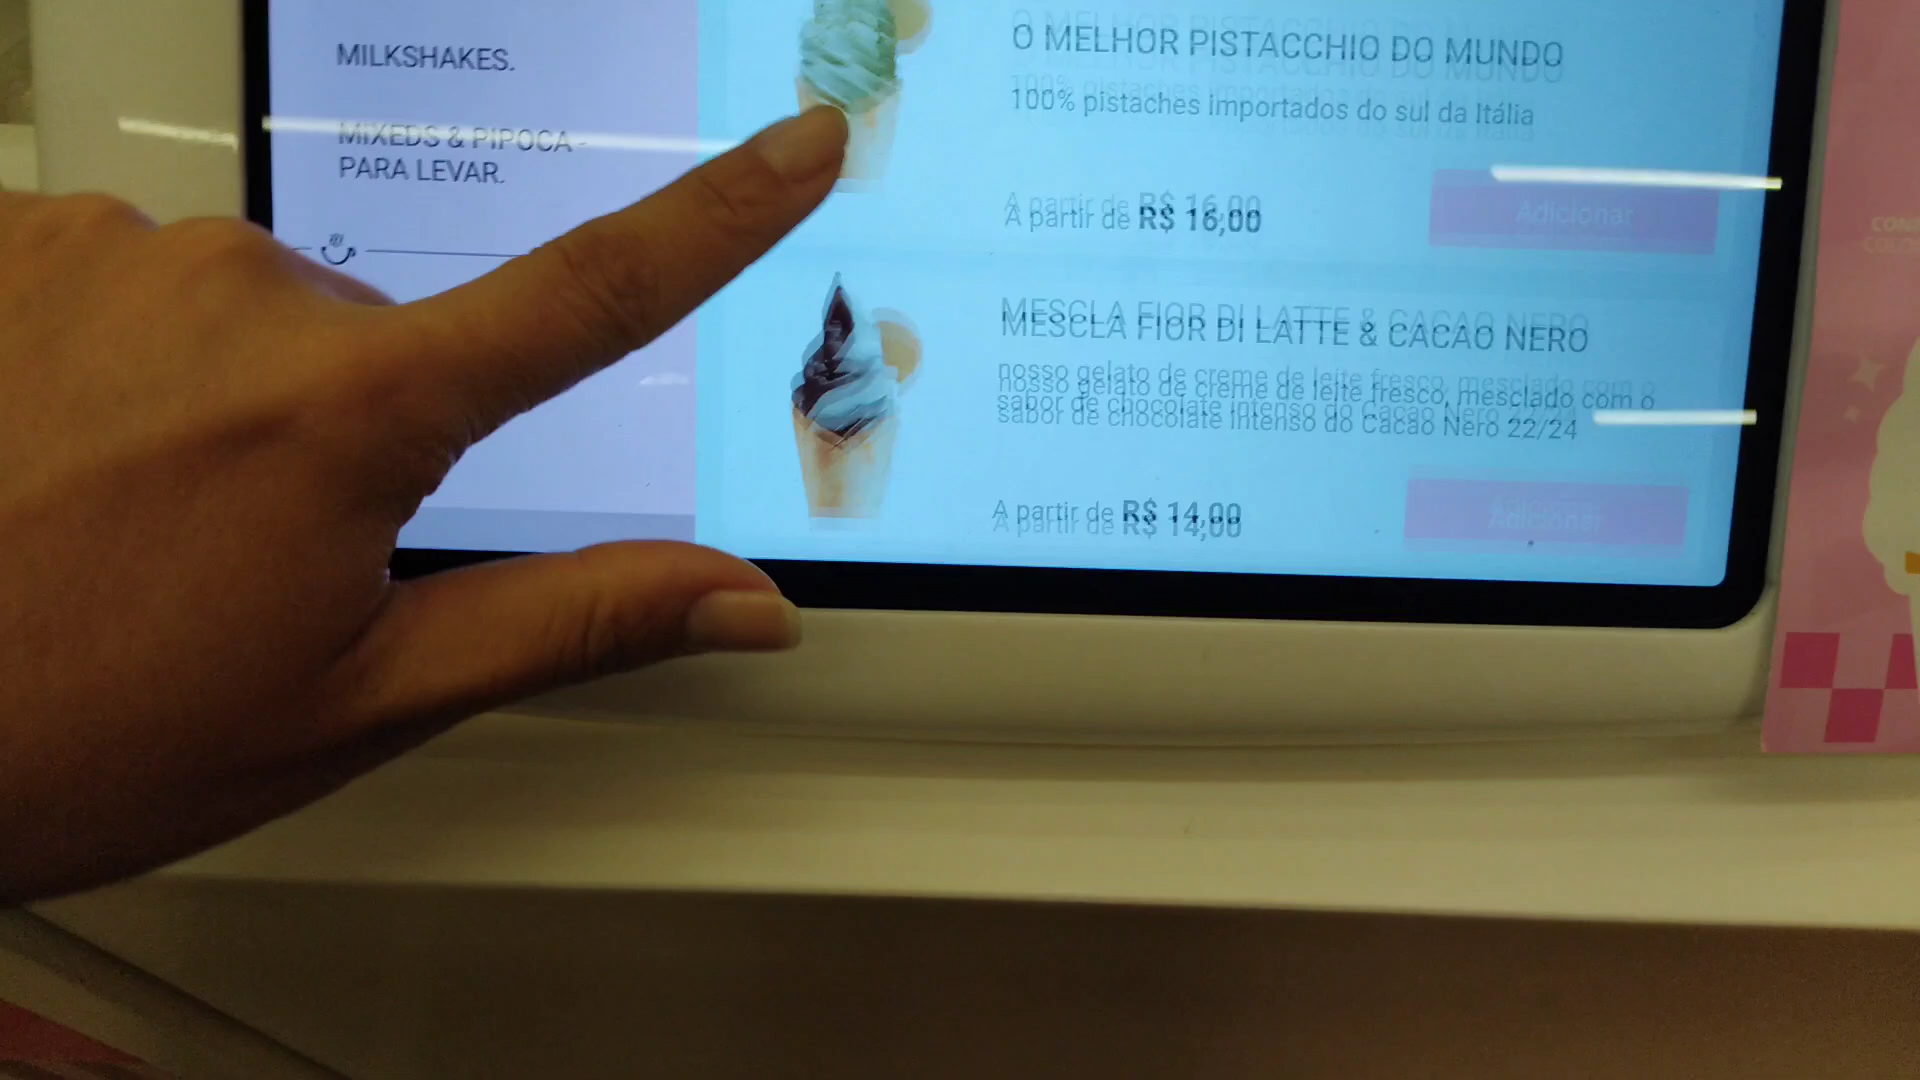 MILKSHAKES.
MIXEDS & PIPOCA -
PARA LEVAR.
O MELHOR PISTACCHIO DO MUNDO
100% pistaches importados do sul da Itália
A partir de R$ 16,00
Adicionar
MESCLA FIOR DI LATTE & CACAO NERO
nosso gelato de creme de leite fresco, mesclado com o
sabor de chocolate intenso do Cacao Nero 22/24
A partir de R$ 14,00
Adicionar